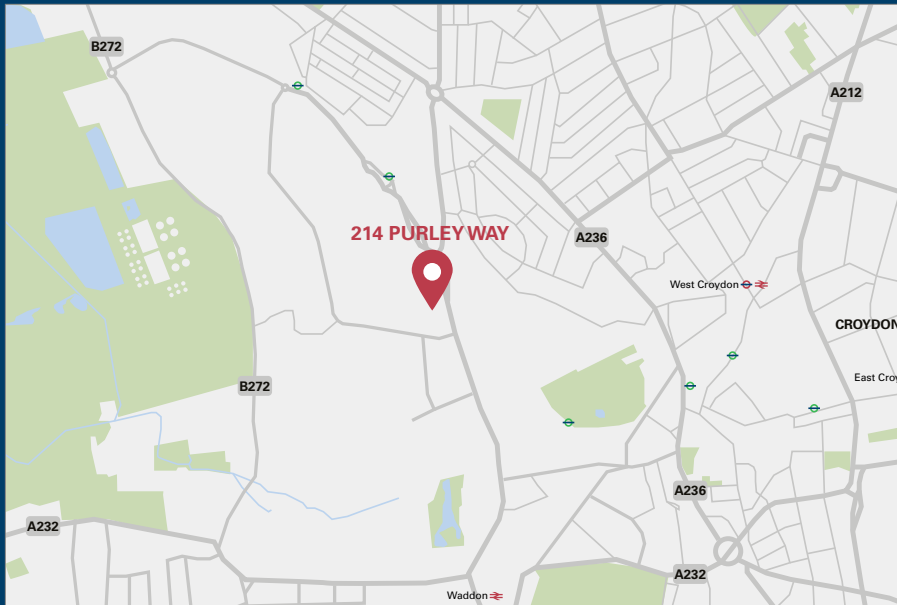 B272
A212
214 PURLEY WAY
A236
West Croydon
CROYDON
East Croy
B272
A236
A232
A232
Waddon